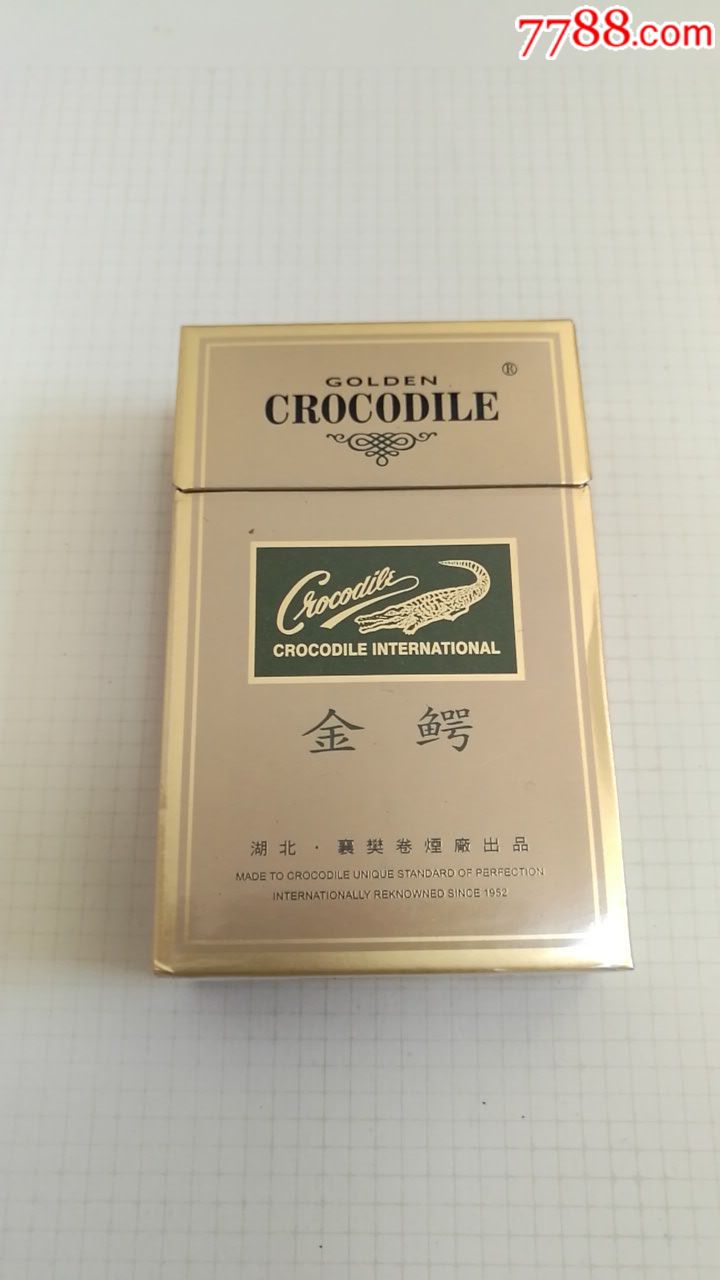 7788.com
GOLDEN
CROCODILE ®
Crocodile
CROCODILE INTERNATIONAL
金鳄
湖北·襄樊卷煙廠出品
MADE TO CROCODILE UNIQUE STANDARD OF PERFECTION
INTERNATIONALLY REKNOWNED SINCE 1952